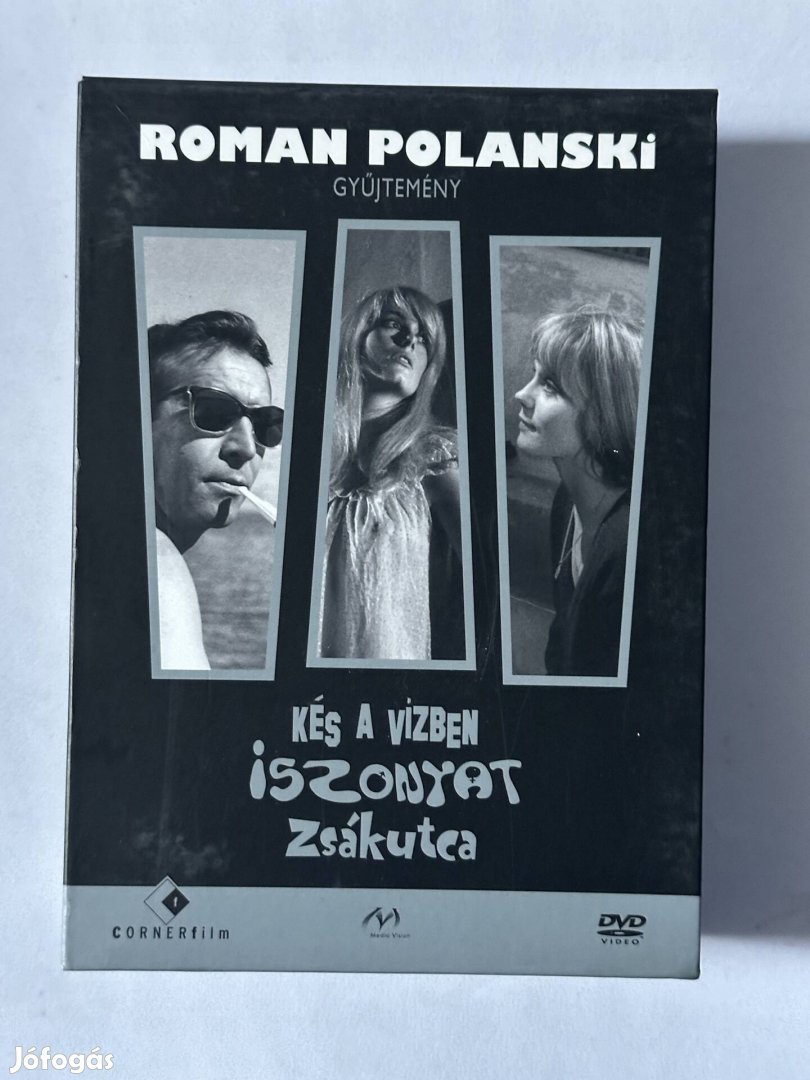 ROMAN POLANSKi
GYŰJTEMÉNY
KÉS A VÍZBEN
iSZONYAT
Zsákutca
f
CORNERfilm
Media Vision
DVD
VIDEO
Jófogás